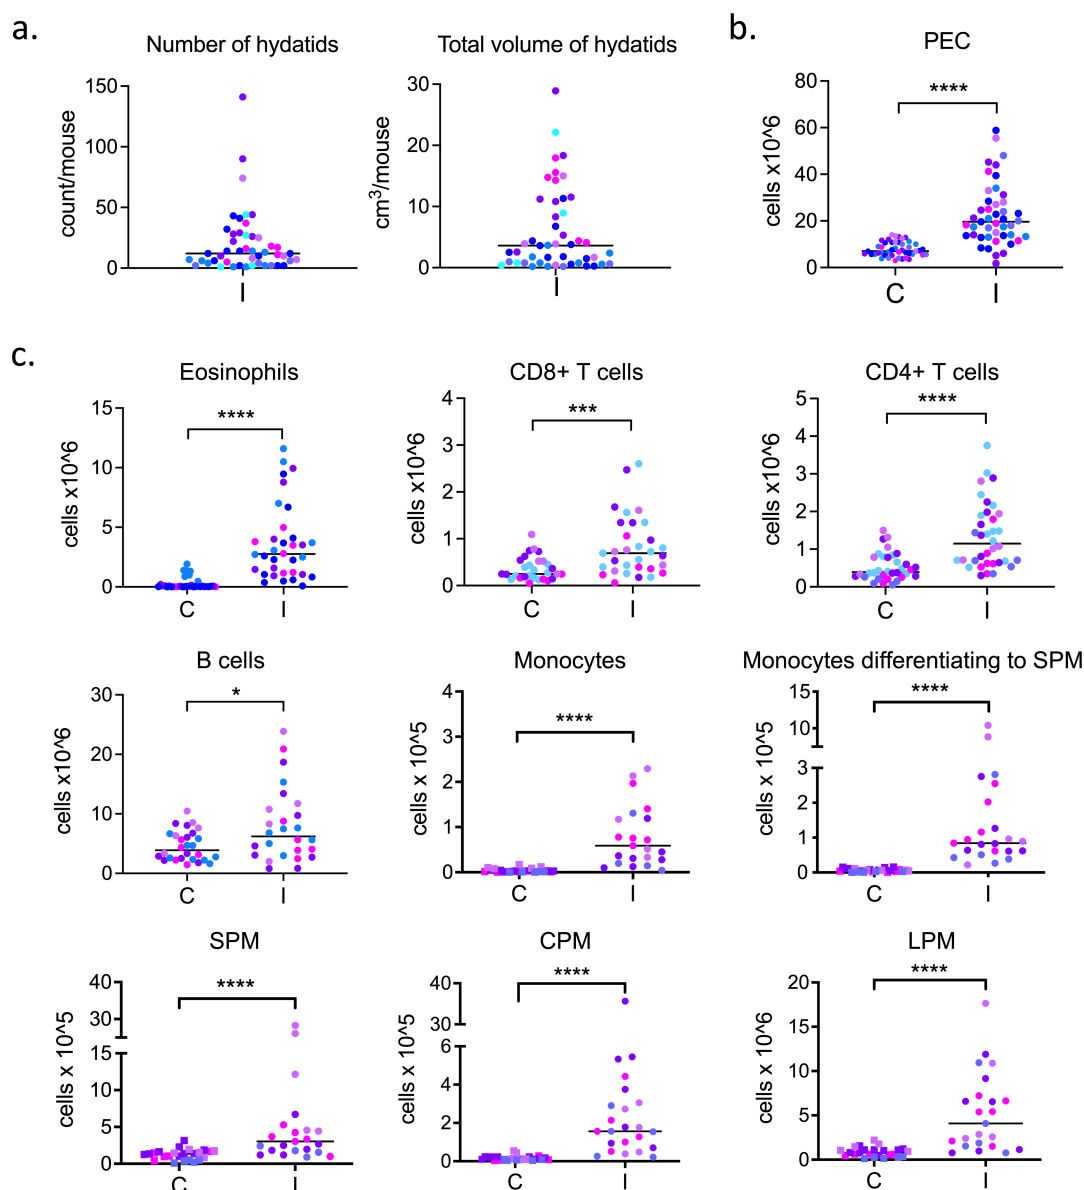 a.
Number of hydatids
count/mouse
150
100
50
0
I
Total volume of hydatids
cm3/mouse
30
20
10
0
I
b.
PEC
cells x10^6
80
60
40
20
0
****
C I
c.
Eosinophils
cells x10^6
15
10
5
0
****
C I
CD8+ T cells
cells x10^6
4
3
2
1
0
***
C I
CD4+ T cells
cells x10^6
5
4
3
2
1
0
****
C I
B cells
cells x10^6
30
20
10
0
*
C I
Monocytes
cells x 10^5
4
3
2
1
0
****
C I
Monocytes differentiating to SPM
cells x 10^5
15
10
3
2
1
0
****
C I
SPM
cells x 10^5
40
30
15
10
5
0
****
C I
CPM
cells x 10^5
40
30
6
4
2
0
****
C I
LPM
cells x 10^6
20
15
10
5
0
****
C I